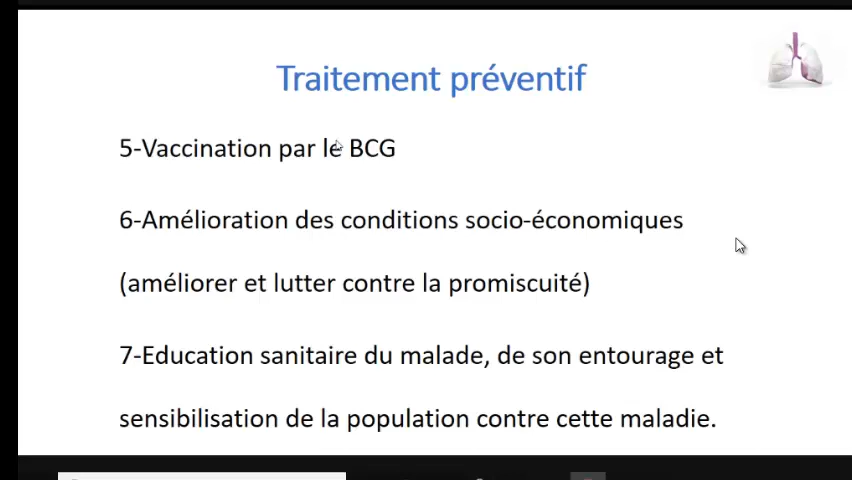 Traitement préventif
5-Vaccination par le BCG
6-Amélioration des conditions socio-économiques
(améliorer et lutter contre la promiscuité)
7-Education sanitaire du malade, de son entourage et
sensibilisation de la population contre cette maladie.